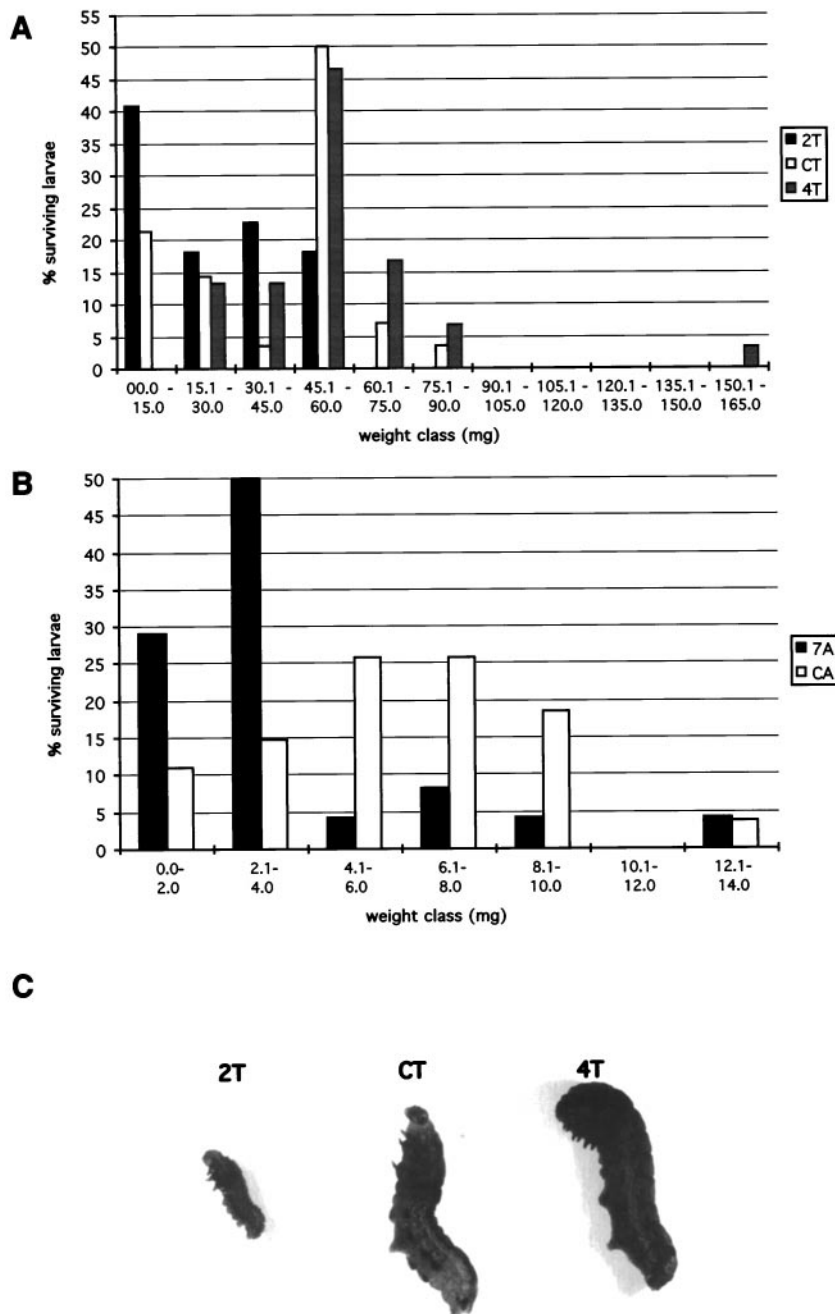 A
% surviving larvae
55
50
45
40
35
30
25
20
15
10
5
0
00.0 - 15.1 - 30.1 - 45.1 - 60.1 - 75.1 - 90.1 - 105.1 - 120.1 - 135.1 - 150.1 -
15.0 30.0 45.0 60.0 75.0 90.0 105.0 120.0 135.0 150.0 165.0
weight class (mg)
2T
CT
4T
B
% surviving larvae
50
45
40
35
30
25
20
15
10
5
0
0.0- 2.1- 4.1- 6.1- 8.1- 10.1- 12.1-
2.0 4.0 6.0 8.0 10.0 12.0 14.0
weight class (mg)
7A
CA
C
2T CT 4T